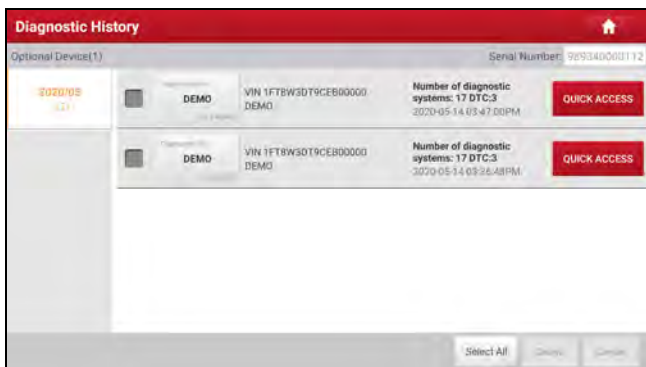 Diagnostic History
Optional Device(1)
Serial Number: 989340000112
2020/05
DEMO
VIN 1FT8W3DT9CEB00000
DEMO
Number of diagnostic
systems: 17 DTC:3
2020-05-14 03:47:00PM
QUICK ACCESS
DEMO
VIN 1FT8W3DT9CEB00000
DEMO
Number of diagnostic
systems: 17 DTC:3
2020-05-14 03:26:48PM
QUICK ACCESS
Select All